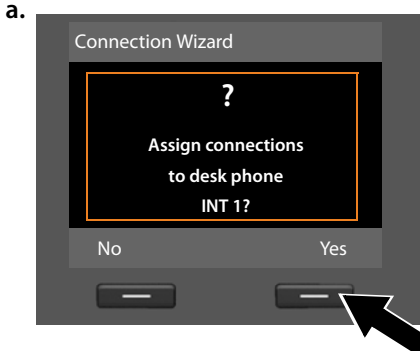 a.
Connection Wizard
?
Assign connections
to desk phone
INT 1?
No Yes